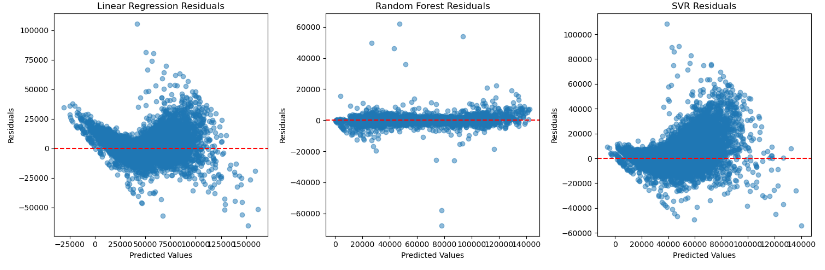 Linear Regression Residuals
100000
75000
50000
25000
0
−25000
−50000
Residuals
−25000 0 25000 50000 75000 100000 125000 150000
Predicted Values
Random Forest Residuals
60000
40000
20000
0
−20000
−40000
−60000
Residuals
0 20000 40000 60000 80000 100000 120000 140000
Predicted Values
SVR Residuals
100000
80000
60000
40000
20000
0
−20000
−40000
−60000
Residuals
0 20000 40000 60000 80000 100000 120000 140000
Predicted Values